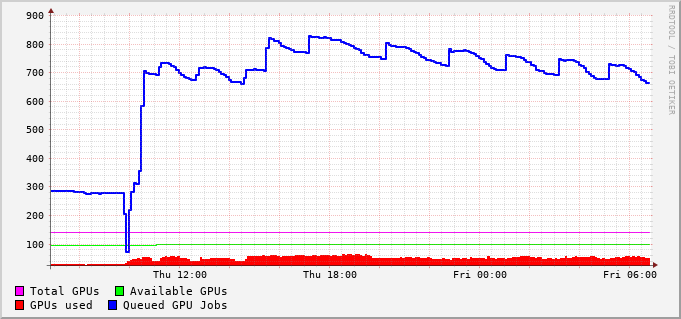 900
800
700
600
500
400
300
200
100
Thu 12:00 Thu 18:00 Fri 00:00 Fri 06:00
Total GPUs Available GPUs
GPUs used Queued GPU Jobs
RRDTOOL / TOBI OETIKER